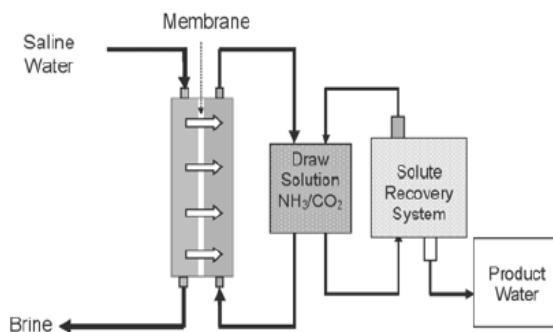 Membrane
Saline
Water
Draw
Solution
NH₃/CO₂
Solute
Recovery
System
Product
Water
Brine